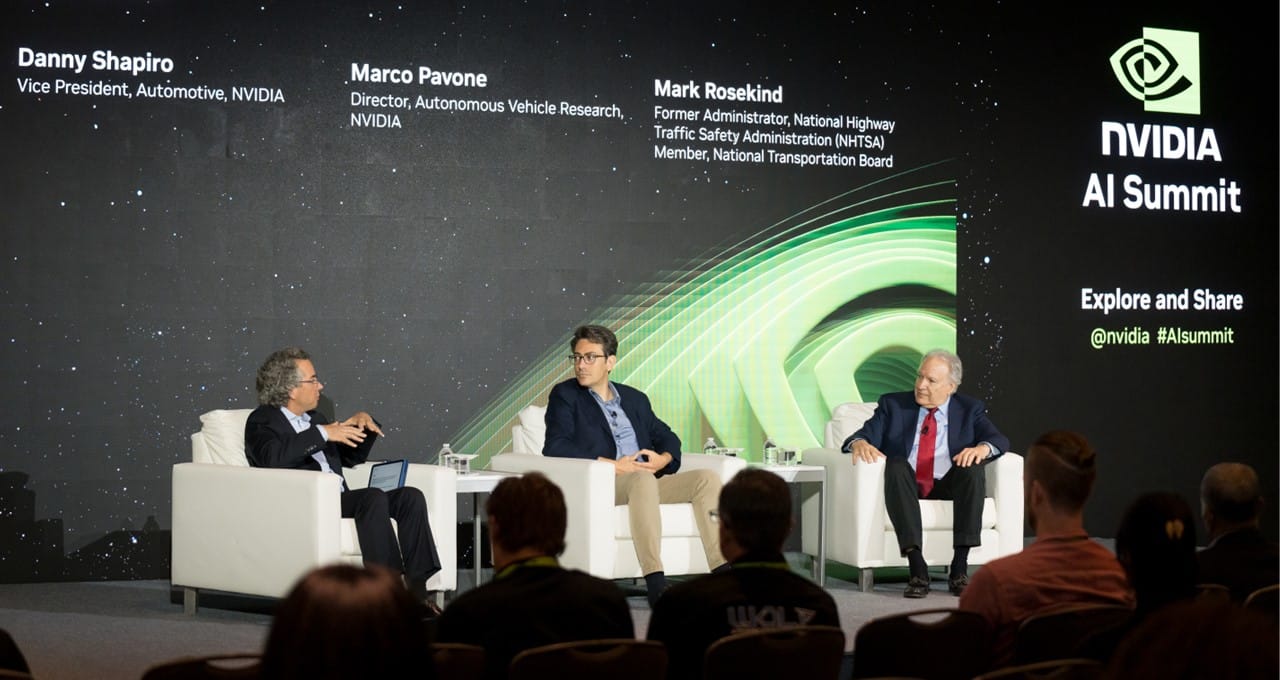 Danny Shapiro
Vice President, Automotive, NVIDIA
Marco Pavone
Director, Autonomous Vehicle Research,
NVIDIA
Mark Rosekind
Former Administrator, National Highway
Traffic Safety Administration (NHTSA)
Member, National Transportation Board
NVIDIA
AI Summit
Explore and Share
@nvidia #AIsummit